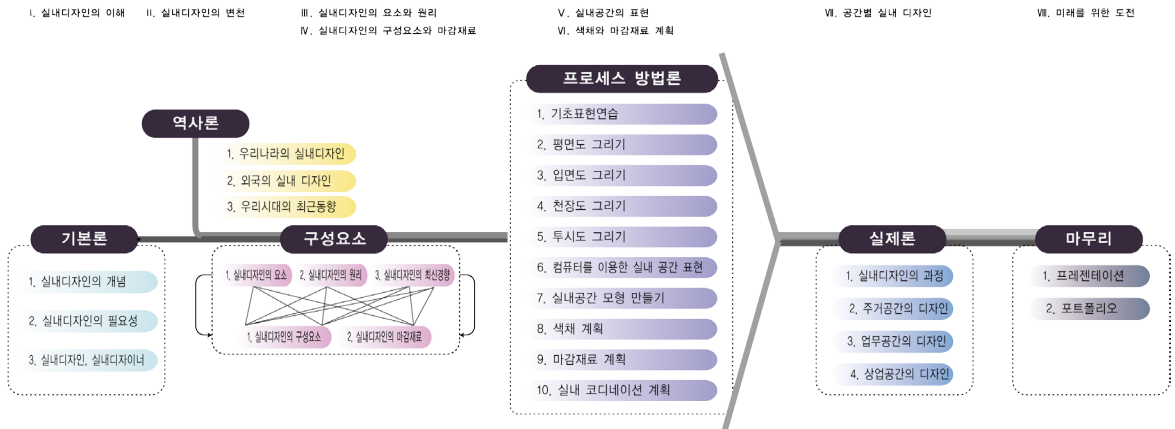 Ⅰ. 실내디자인의 이해
Ⅱ. 실내디자인의 변천
Ⅲ. 실내디자인의 요소와 원리
Ⅳ. 실내디자인의 구성요소와 마감재료
Ⅴ. 실내공간의 표현
Ⅵ. 색채와 마감재료 계획
Ⅶ. 공간별 실내 디자인
Ⅷ. 미래를 위한 도전
역사론
1. 우리나라의 실내디자인
2. 외국의 실내 디자인
3. 우리시대의 최근동향
기본론
1. 실내디자인의 개념
2. 실내디자인의 필요성
3. 실내디자인, 실내디자이너
구성요소
1. 실내디자인의 요소
2. 실내디자인의 원리
3. 실내디자인의 최신경향
1. 실내디자인의 구성요소
2. 실내디자인의 마감재료
프로세스 방법론
1. 기초표현연습
2. 평면도 그리기
3. 입면도 그리기
4. 천장도 그리기
5. 투시도 그리기
6. 컴퓨터를 이용한 실내 공간 표현
7. 실내공간 모형 만들기
8. 색채 계획
9. 마감재료 계획
10. 실내 코디네이션 계획
실제론
1. 실내디자인의 과정
2. 주거공간의 디자인
3. 업무공간의 디자인
4. 상업공간의 디자인
마무리
1. 프레젠테이션
2. 포트폴리오